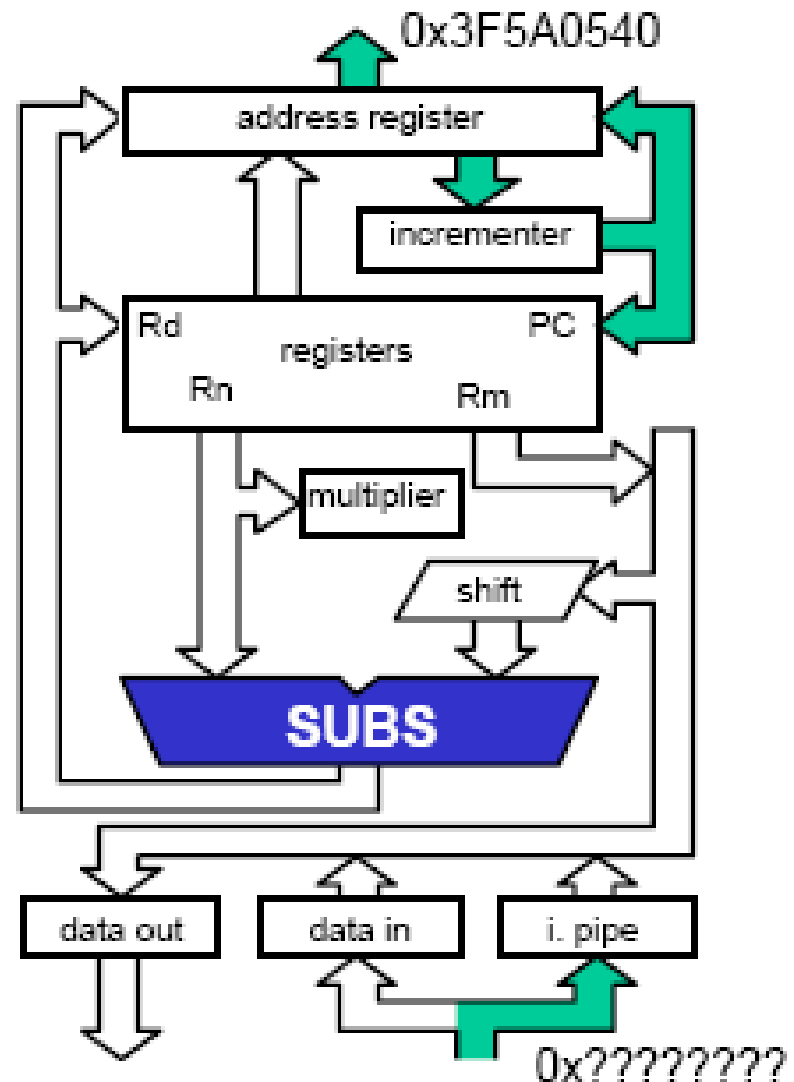 0x3F5A0540
address register
incrementer
Rd
PC
registers
Rn
Rm
multiplier
shift
SUBS
data out
data in
i. pipe
0x????????